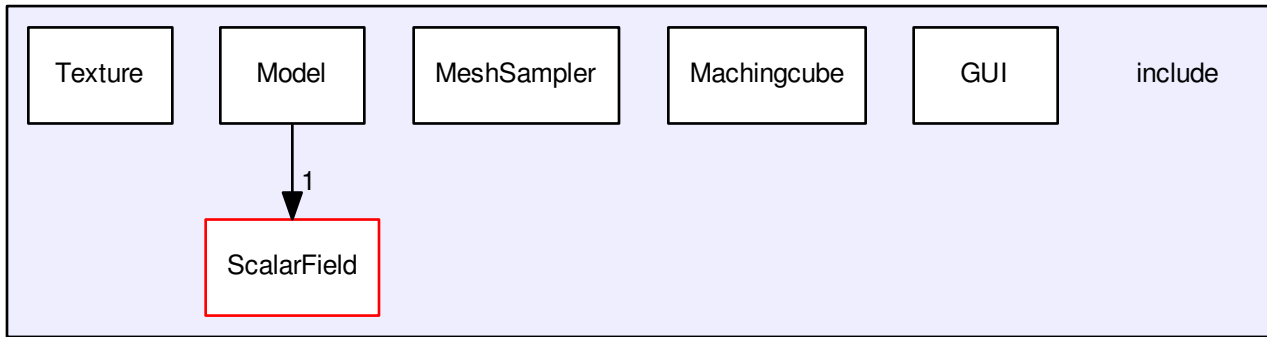 Texture
Model
MeshSampler
Machingcube
GUI
include
1
ScalarField